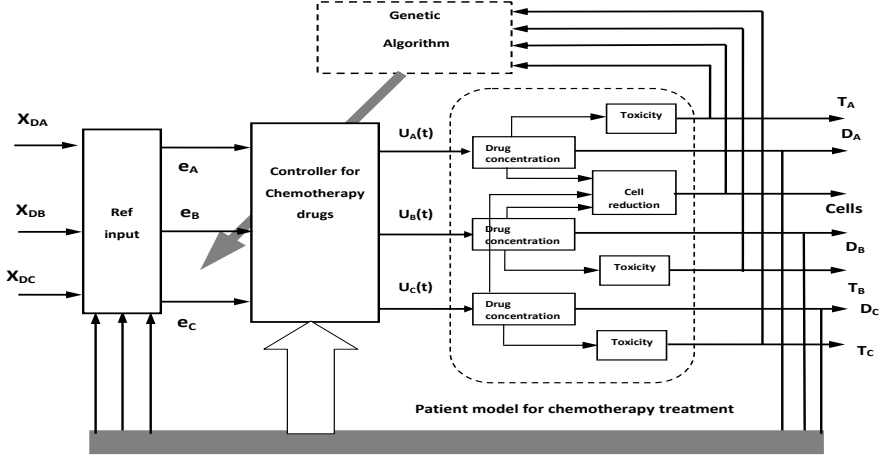 Genetic
Algorithm
X_DA
X_DB
X_DC
Ref
input
e_A
e_B
e_C
Controller for
Chemotherapy
drugs
U_A(t)
U_B(t)
U_C(t)
Drug
concentration
Toxicity
Cell
reduction
Drug
concentration
Toxicity
Drug
concentration
Toxicity
T_A
D_A
Cells
D_B
T_B
D_C
T_C
Patient model for chemotherapy treatment